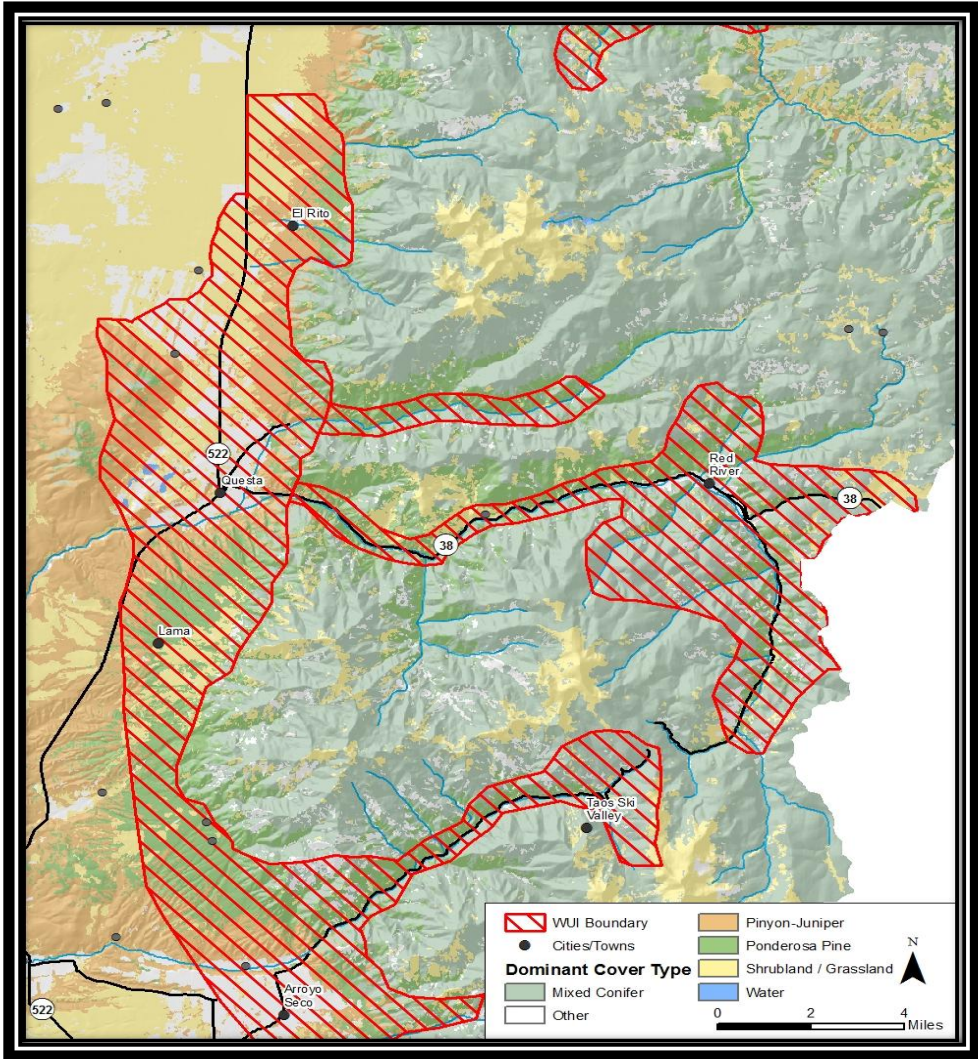 El Rito
522
Questa
Red
River
38
38
Lama
Taos Ski
Valley
Arroyo
Seco
522
WUI Boundary
Cities/Towns
Dominant Cover Type
Mixed Conifer
Other
Pinyon-Juniper
Ponderosa Pine
Shrubland / Grassland
Water
N
0 2 4
Miles